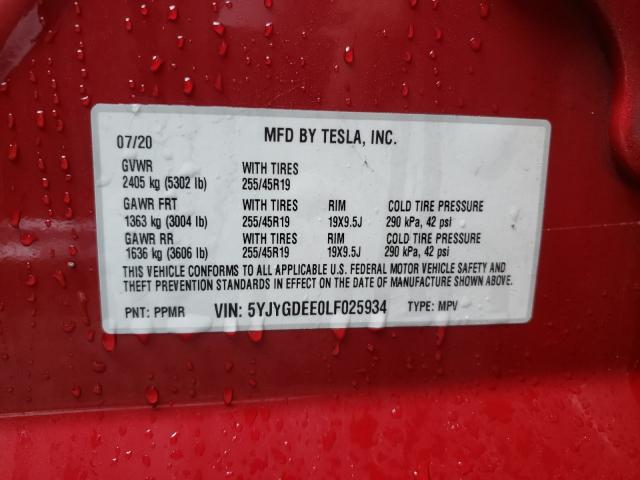 07/20 MFD BY TESLA, INC.
GVWR WITH TIRES
2405 kg (5302 lb) 255/45R19
GAWR FRT WITH TIRES RIM COLD TIRE PRESSURE
1363 kg (3004 lb) 255/45R19 19X9.5J 290 kPa, 42 psi
GAWR RR WITH TIRES RIM COLD TIRE PRESSURE
1636 kg (3606 lb) 255/45R19 19X9.5J 290 kPa, 42 psi
THIS VEHICLE CONFORMS TO ALL APPLICABLE U.S. FEDERAL MOTOR VEHICLE SAFETY AND
THEFT PREVENTION STANDARDS IN EFFECT ON THE DATE OF MANUFACTURE SHOWN ABOVE.
PNT: PPMR VIN: 5YJYGDEE0LF025934 TYPE: MPV